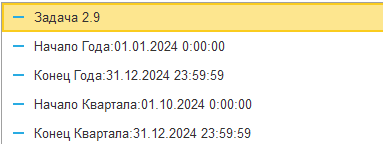 Задача 2.9
Начало Года:01.01.2024 0:00:00
Конец Года:31.12.2024 23:59:59
Начало Квартала:01.10.2024 0:00:00
Конец Квартала:31.12.2024 23:59:59